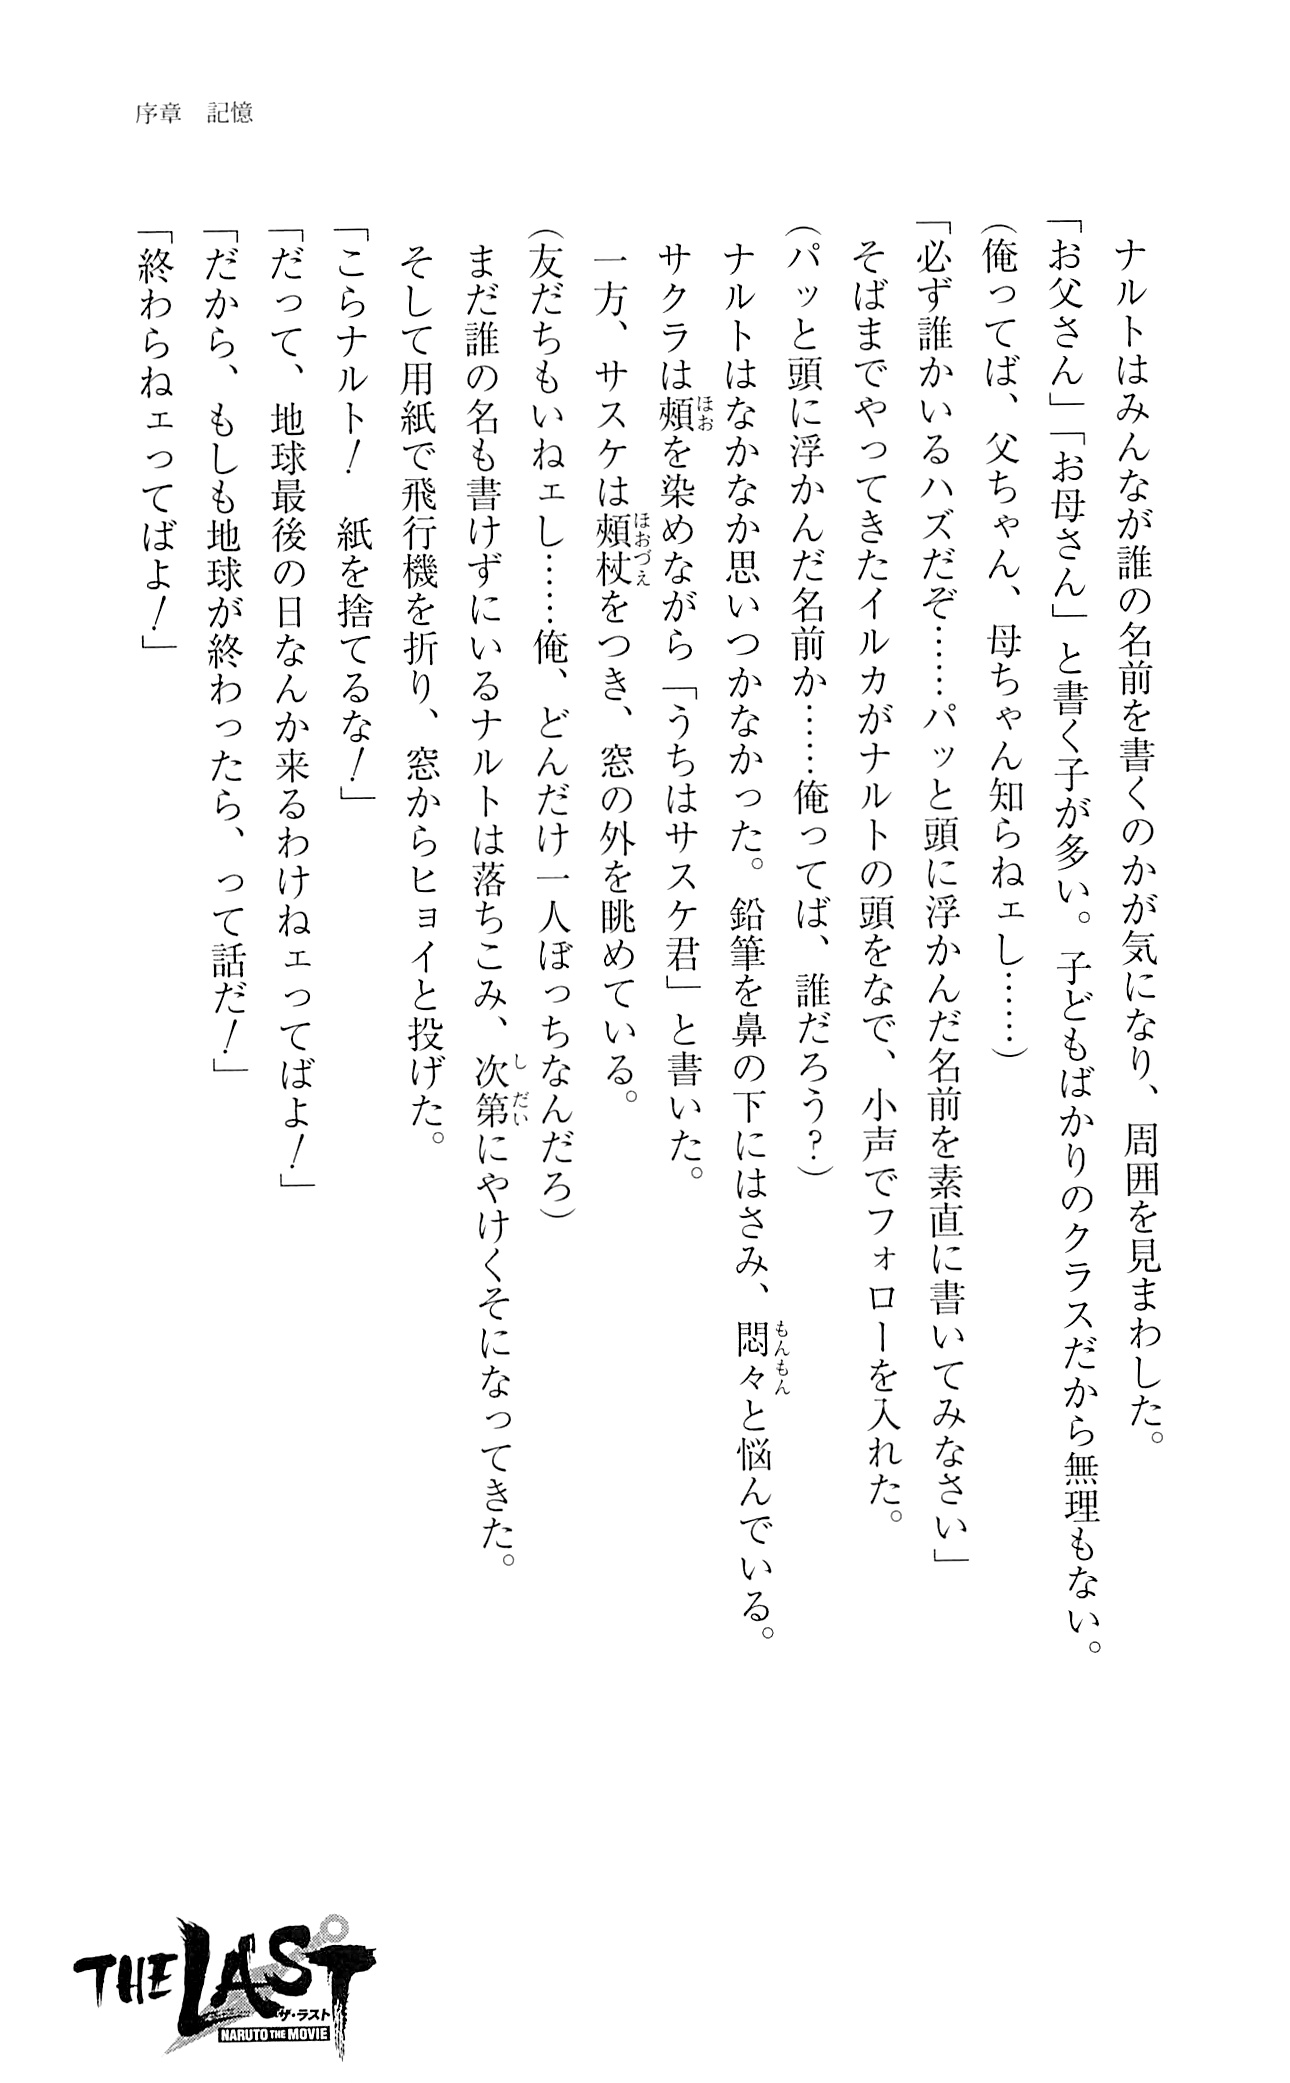 序章　記憶
　ナルトはみんなが誰の名前を書くのかが気になり、周囲を見まわした。
「お父さん」「お母さん」と書く子が多い。子どもばかりのクラスだから無理もない。
(俺ってば、父ちゃん、母ちゃん知らねェし……)
「必ず誰かいるハズだぞ……パッと頭に浮かんだ名前を素直に書いてみなさい」
　そばまでやってきたイルカがナルトの頭をなで、小声でフォローを入れた。
(パッと頭に浮かんだ名前か……俺ってば、誰だろう?)
　ナルトはなかなか思いつかなかった。鉛筆を鼻の下にはさみ、悶々と悩んでいる。
もんもん
　サクラは頰を染めながら「うちはサスケ君」と書いた。
ほお
　一方、サスケは頰杖をつき、窓の外を眺めている。
ほおづえ
(友だちもいねェし……俺、どんだけ一人ぼっちなんだろ)
　まだ誰の名も書けずにいるナルトは落ちこみ、次第にやけくそになってきた。
しだい
　そして用紙で飛行機を折り、窓からヒョイと投げた。
「こらナルト！　紙を捨てるな！」
「だって、地球最後の日なんか来るわけねェってばよ！」
「だから、もしも地球が終わったら、って話だ！」
「終わらねェってばよ！」
THE LAST
ザ・ラスト
NARUTO THE MOVIE